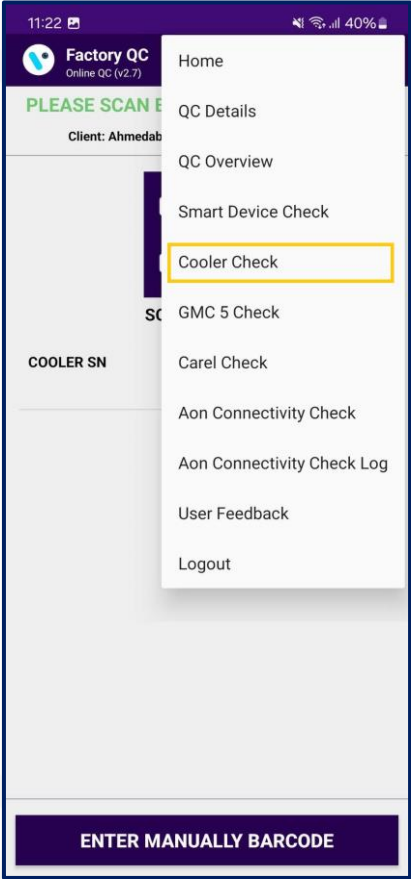 11:22 40%
Factory QC
Online QC (v2.7)
PLEASE SCAN
Client: Ahmedab
SC
COOLER SN
Home
QC Details
QC Overview
Smart Device Check
Cooler Check
GMC 5 Check
Carel Check
Aon Connectivity Check
Aon Connectivity Check Log
User Feedback
Logout
ENTER MANUALLY BARCODE